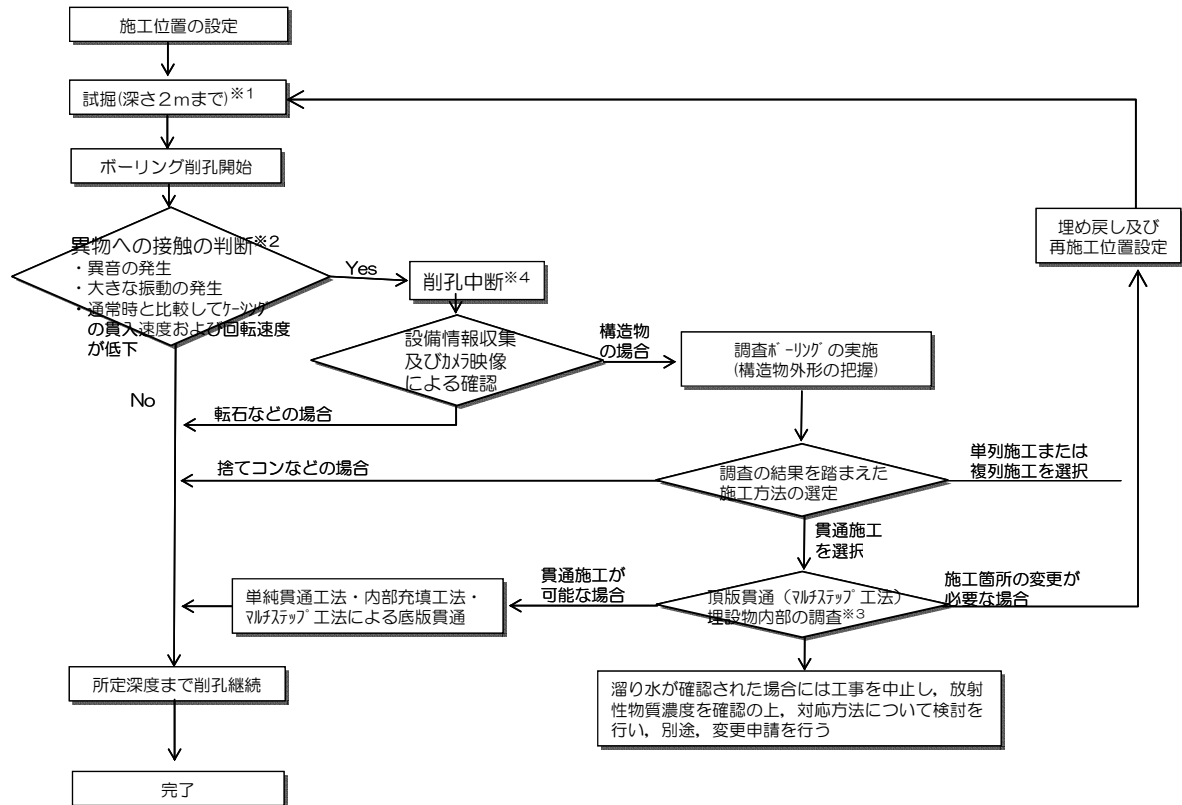 施工位置の設定
試掘(深さ２ｍまで)※1
ボーリング削孔開始
異物への接触の判断※2
・異音の発生
・大きな振動の発生
・通常時と比較してｹｰｼﾝｸﾞ
の貫入速度および回転速度
が低下
Yes
No
削孔中断※4
設備情報収集
及びｶﾒﾗ映像
による確認
構造物
の場合
転石などの場合
調査ﾎﾞｰﾘﾝｸﾞの実施
(構造物外形の把握)
埋め戻し及び
再施工位置設定
調査の結果を踏まえた
施工方法の選定
捨てコンなどの場合
単列施工または
複列施工を選択
貫通施工
を選択
頂版貫通（ﾏﾙﾁｽﾃｯﾌﾟ工法）
埋設物内部の調査※3
施工箇所の変更が
必要な場合
貫通施工が
可能な場合
単純貫通工法・内部充填工法・
ﾏﾙﾁｽﾃｯﾌﾟ工法による底版貫通
溜り水が確認された場合には工事を中止し，放射
性物質濃度を確認の上，対応方法について検討を
行い，別途，変更申請を行う
所定深度まで削孔継続
完了